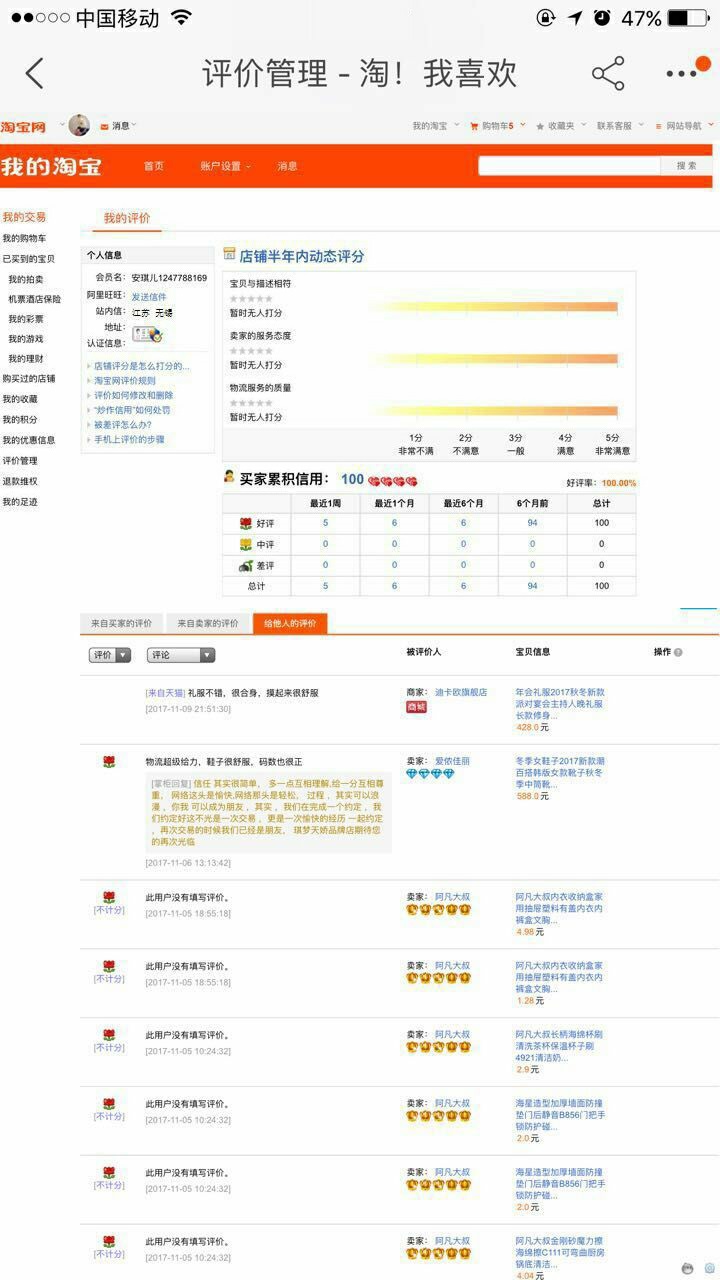 中国移动 47%
评价管理 - 淘！我喜欢
淘宝网 消息 我的淘宝 购物车5 收藏夹 联系客服 网站导航
我的淘宝 首页 账户设置 消息 搜 索
我的交易
我的购物车
已买到的宝贝
我的拍卖
机票酒店保险
我的彩票
我的游戏
我的理财
购买过的店铺
我的收藏
我的积分
我的优惠信息
评价管理
退款维权
我的足迹
我的评价
个人信息
会员名： 安琪儿1247788169
阿里旺旺： 发送信件
站内信： 江苏 无锡
地址：
认证信息：
店铺评分是怎么打分的...
淘宝网评价规则
评价如何修改和删除
“炒作信用”如何处罚
被差评怎么办?
手机上评价的步骤
店铺半年内动态评分
宝贝与描述相符
暂时无人打分
卖家的服务态度
暂时无人打分
物流服务的质量
暂时无人打分
1分 2分 3分 4分 5分
非常不满 不满意 一般 满意 非常满意
买家累积信用： 100 好评率：100.00%
最近1周 最近1个月 最近6个月 6个月前 总计
好评 5 6 6 94 100
中评 0 0 0 0 0
差评 0 0 0 0 0
总计 5 6 6 94 100
来自买家的评价 来自卖家的评价 给他人的评价
评价 评论 被评价人 宝贝信息 操作 ?
[来自天猫] 礼服不错，很合身，摸起来很舒服
[2017-11-09 21:51:30]
商家： 迪卡欧旗舰店
商城
年会礼服2017秋冬新款
派对宴会主持人晚礼服
长款修身...
428.0 元
物流超级给力，鞋子很舒服，码数也很正
[掌柜回复] 信任 其实很简单， 多一点互相理解,给一分互相尊
重， 网络这头是愉快,网络那头是轻松， 过程 ，其实可以浪
漫 ，你我 可以成为朋友 ，其实 ，我们在完成一个约定 ，我
们约定好这不光是一次交易 ，更是一次愉快的经历 一起约定
，再次交易的时候我们已经是朋友， 琪梦天娇品牌店期待您
的再次光临
[2017-11-06 13:13:42]
卖家： 爱依佳丽
冬季女鞋子2017新款潮
百搭韩版女款靴子秋冬
季中筒靴...
588.0 元
[不计分] 此用户没有填写评价。
[2017-11-05 18:55:18]
卖家： 阿凡大叔
阿凡大叔内衣收纳盒家
用抽屉塑料有盖内衣内
裤盒文胸...
4.98 元
[不计分] 此用户没有填写评价。
[2017-11-05 18:55:18]
卖家： 阿凡大叔
阿凡大叔内衣收纳盒家
用抽屉塑料有盖内衣内
裤盒文胸...
1.28 元
[不计分] 此用户没有填写评价。
[2017-11-05 10:24:32]
卖家： 阿凡大叔
阿凡大叔长柄海绵杯刷
清洗茶杯保温杯子刷
4921清洁奶...
2.9 元
[不计分] 此用户没有填写评价。
[2017-11-05 10:24:32]
卖家： 阿凡大叔
海星造型加厚墙面防撞
垫门后静音B856门把手
锁防护碰...
2.0 元
[不计分] 此用户没有填写评价。
[2017-11-05 10:24:32]
卖家： 阿凡大叔
海星造型加厚墙面防撞
垫门后静音B856门把手
锁防护碰...
2.0 元
[不计分] 此用户没有填写评价。
[2017-11-05 10:24:32]
卖家： 阿凡大叔
阿凡大叔金刚砂魔力擦
海绵擦C111可弯曲厨房
锅底清洁...
4.04 元